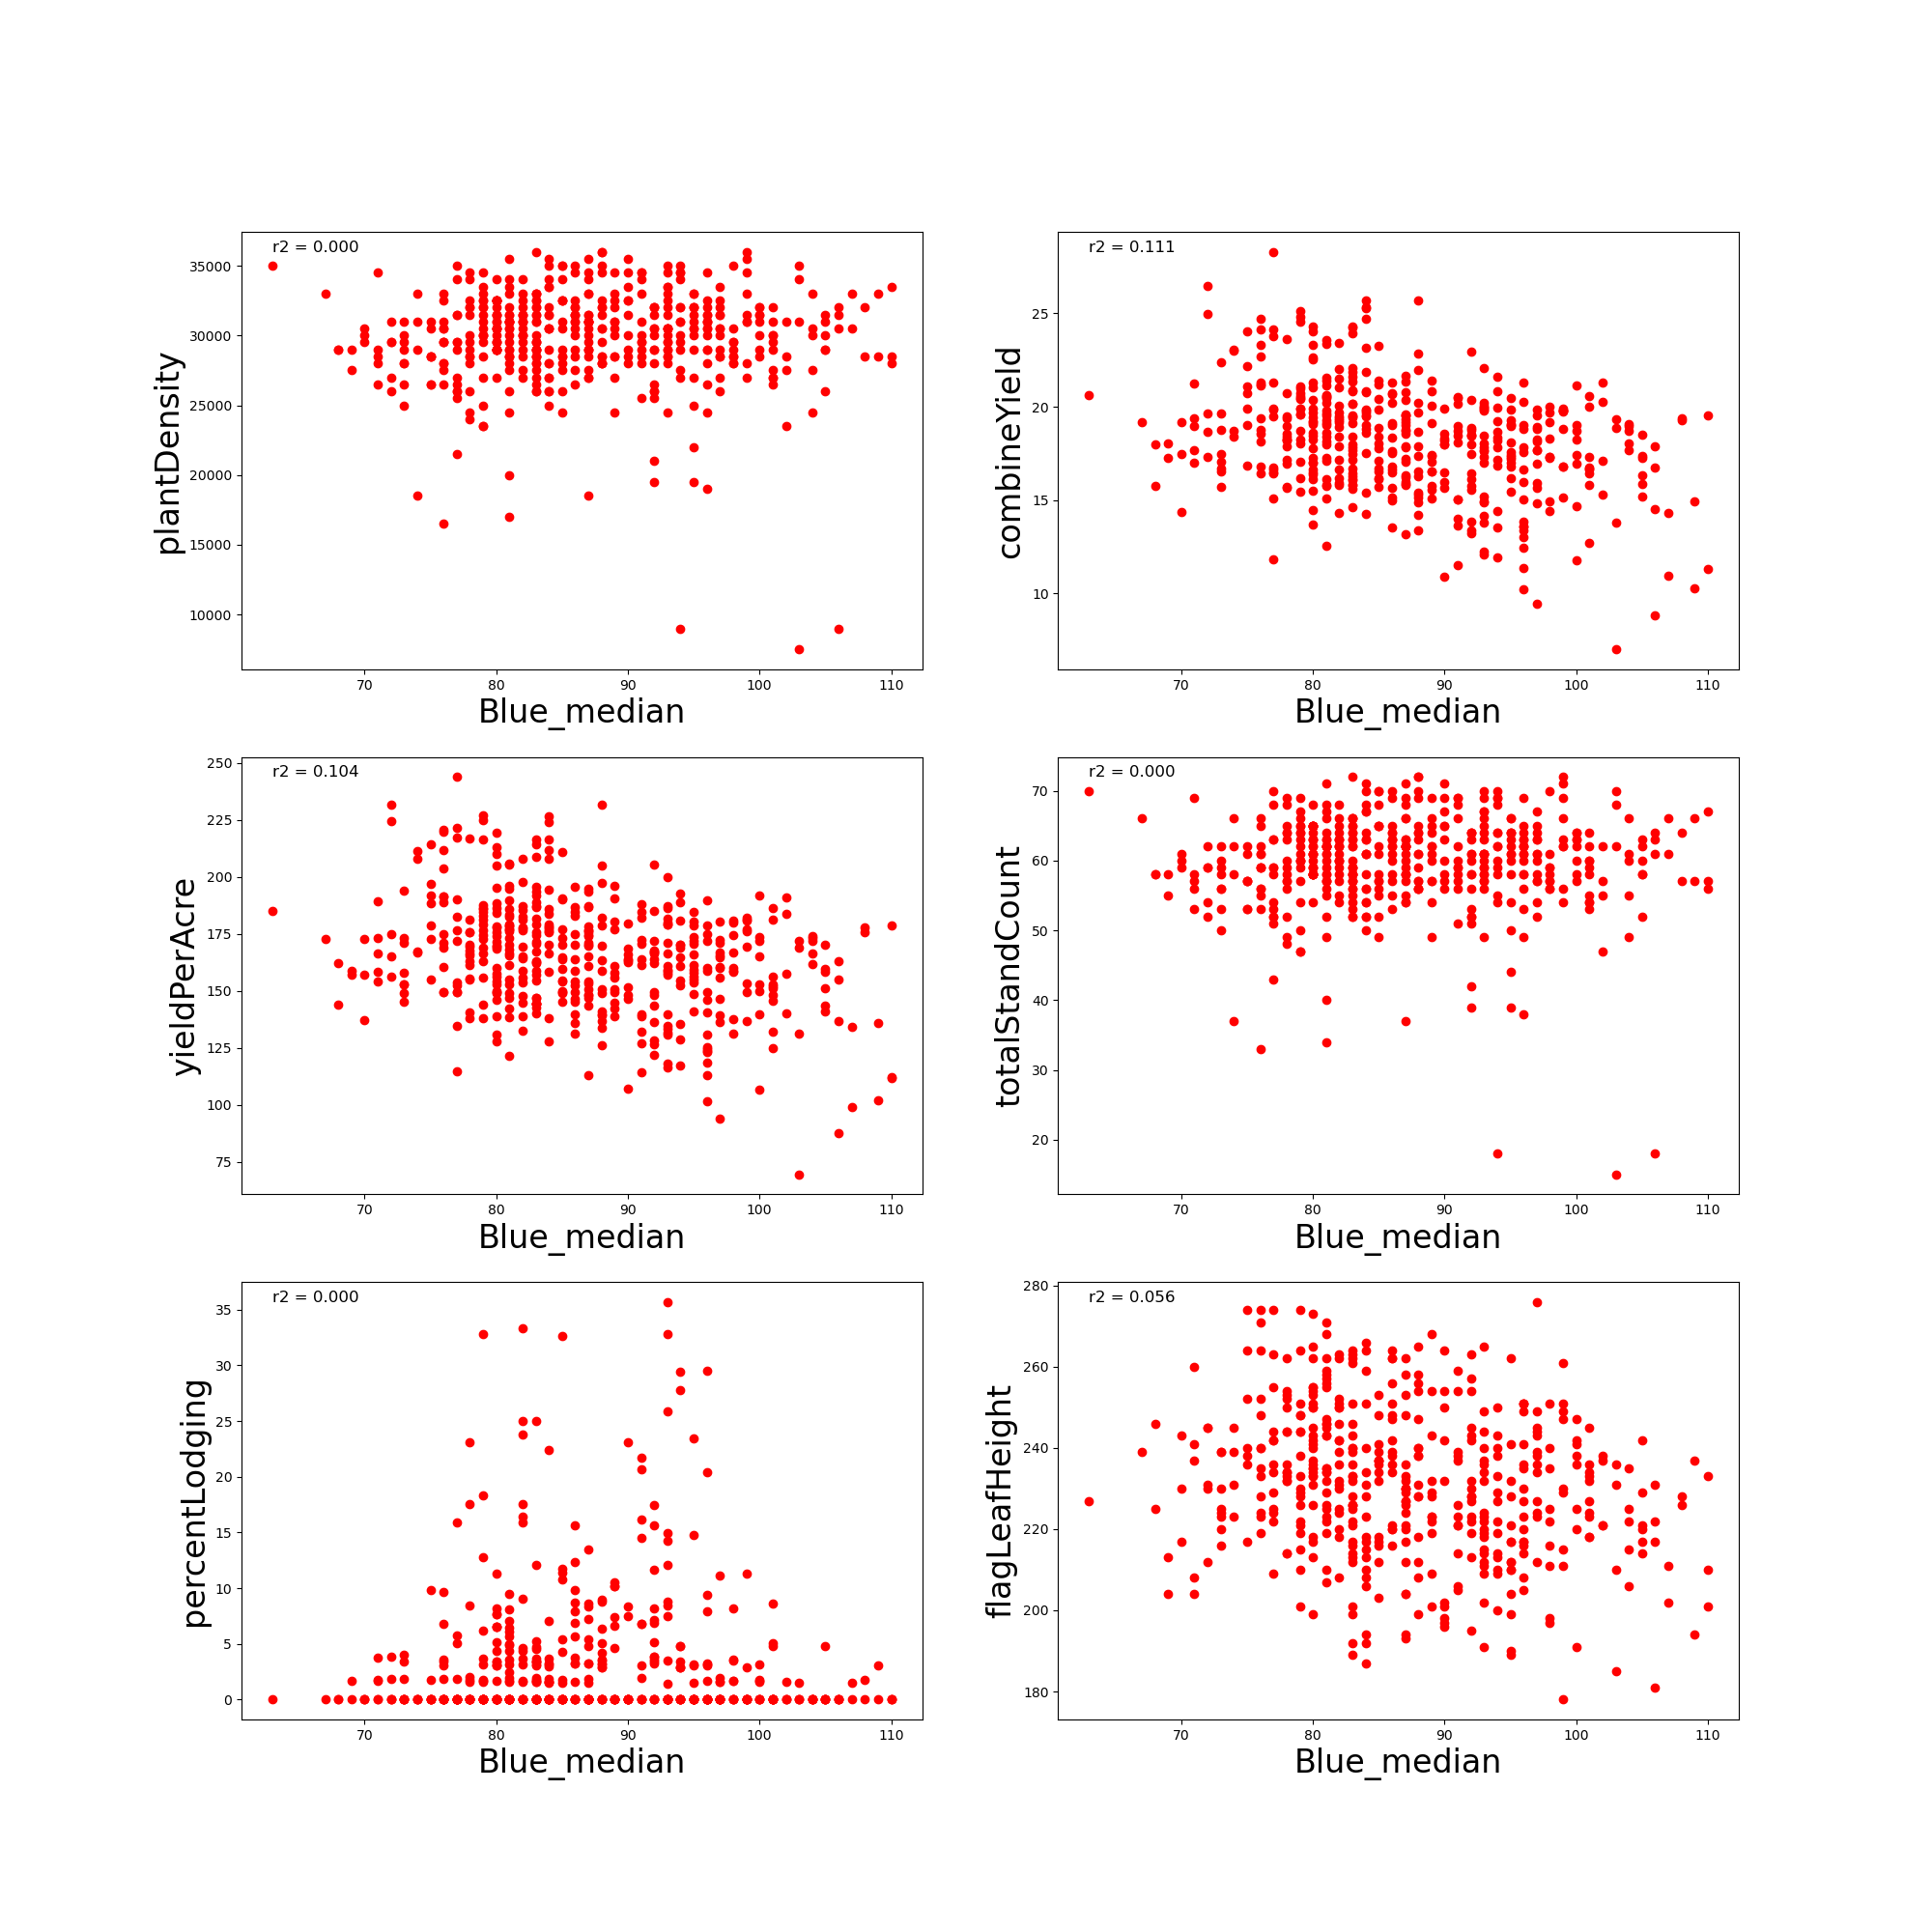 r2 = 0.000
35000
30000
25000
20000
15000
10000
plantDensity
70 80 90 100 110
Blue_median
r2 = 0.111
25
20
15
10
combineYield
70 80 90 100 110
Blue_median
r2 = 0.104
250
225
200
175
150
125
100
75
yieldPerAcre
70 80 90 100 110
Blue_median
r2 = 0.000
70
60
50
40
30
20
totalStandCount
70 80 90 100 110
Blue_median
r2 = 0.000
35
30
25
20
15
10
5
0
percentLodging
70 80 90 100 110
Blue_median
r2 = 0.056
280
260
240
220
200
180
flagLeafHeight
70 80 90 100 110
Blue_median